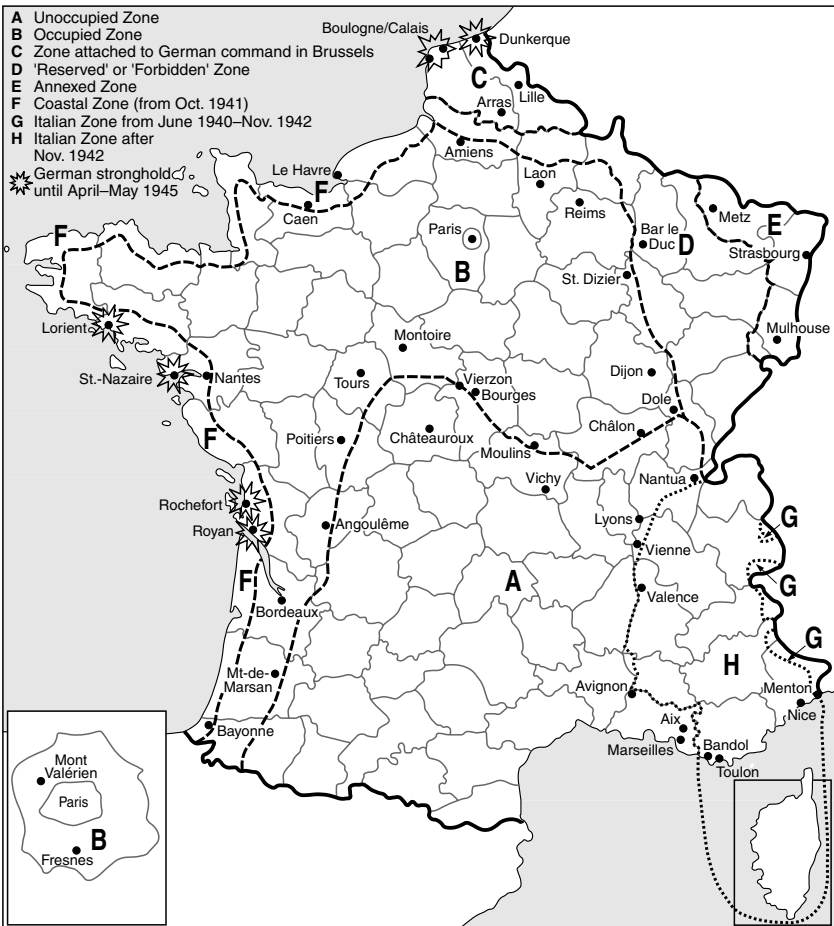 A Unoccupied Zone
B Occupied Zone
C Zone attached to German command in Brussels
D 'Reserved' or 'Forbidden' Zone
E Annexed Zone
F Coastal Zone (from Oct. 1941)
G Italian Zone from June 1940–Nov. 1942
H Italian Zone after
Nov. 1942
German stronghold
until April–May 1945
Boulogne/Calais
Dunkerque
C
Lille
Arras
Amiens
Le Havre
F
Caen
Laon
Reims
Metz
E
Bar le
Duc
D
Strasbourg
Paris
B
St. Dizier
F
Lorient
Montoire
Mulhouse
St.-Nazaire
Nantes
Tours
Vierzon
Bourges
Dijon
Dole
F
Poitiers
Châteauroux
Moulins
Châlon
Vichy
Nantua
Rochefort
Royan
Angoulême
Lyons
Vienne
G
F
Bordeaux
A
Valence
G
Mt-de-
Marsan
H
G
Avignon
Menton
Nice
Bayonne
Aix
Marseilles
Bandol
Toulon
Mont
Valérien
Paris
B
Fresnes